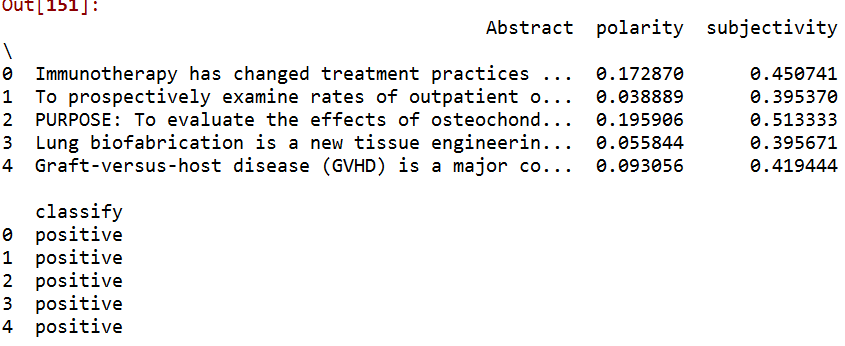 Out[151]:
Abstract polarity subjectivity
\
0 Immunotherapy has changed treatment practices ... 0.172870 0.450741
1 To prospectively examine rates of outpatient o... 0.038889 0.395370
2 PURPOSE: To evaluate the effects of osteochond... 0.195906 0.513333
3 Lung biofabrication is a new tissue engineerin... 0.055844 0.395671
4 Graft-versus-host disease (GVHD) is a major co... 0.093056 0.419444
classify
0 positive
1 positive
2 positive
3 positive
4 positive